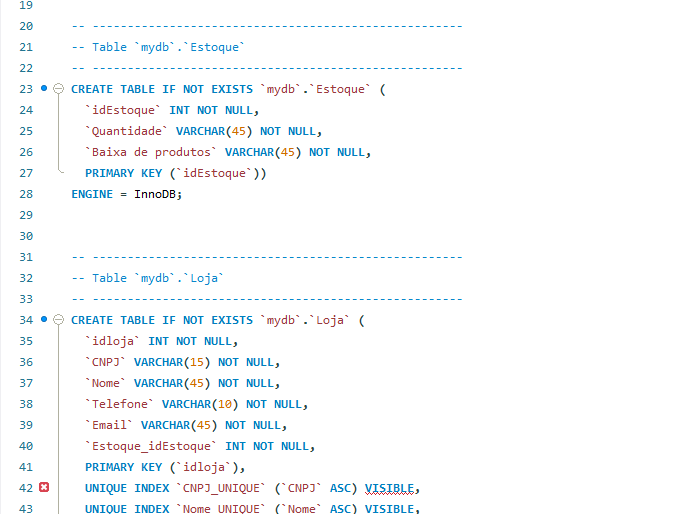 19
20 -- -----------------------------------------------------
21 -- Table `mydb`.`Estoque`
22 -- -----------------------------------------------------
23 CREATE TABLE IF NOT EXISTS `mydb`.`Estoque` (
24 `idEstoque` INT NOT NULL,
25 `Quantidade` VARCHAR(45) NOT NULL,
26 `Baixa de produtos` VARCHAR(45) NOT NULL,
27 PRIMARY KEY (`idEstoque`))
28 ENGINE = InnoDB;
29
30
31 -- -----------------------------------------------------
32 -- Table `mydb`.`Loja`
33 -- -----------------------------------------------------
34 CREATE TABLE IF NOT EXISTS `mydb`.`Loja` (
35 `idloja` INT NOT NULL,
36 `CNPJ` VARCHAR(15) NOT NULL,
37 `Nome` VARCHAR(45) NOT NULL,
38 `Telefone` VARCHAR(10) NOT NULL,
39 `Email` VARCHAR(45) NOT NULL,
40 `Estoque_idEstoque` INT NOT NULL,
41 PRIMARY KEY (`idloja`),
42 UNIQUE INDEX `CNPJ_UNIQUE` (`CNPJ` ASC) VISIBLE,
43 UNIQUE INDEX `Nome_UNIQUE` (`Nome` ASC) VISIBLE,